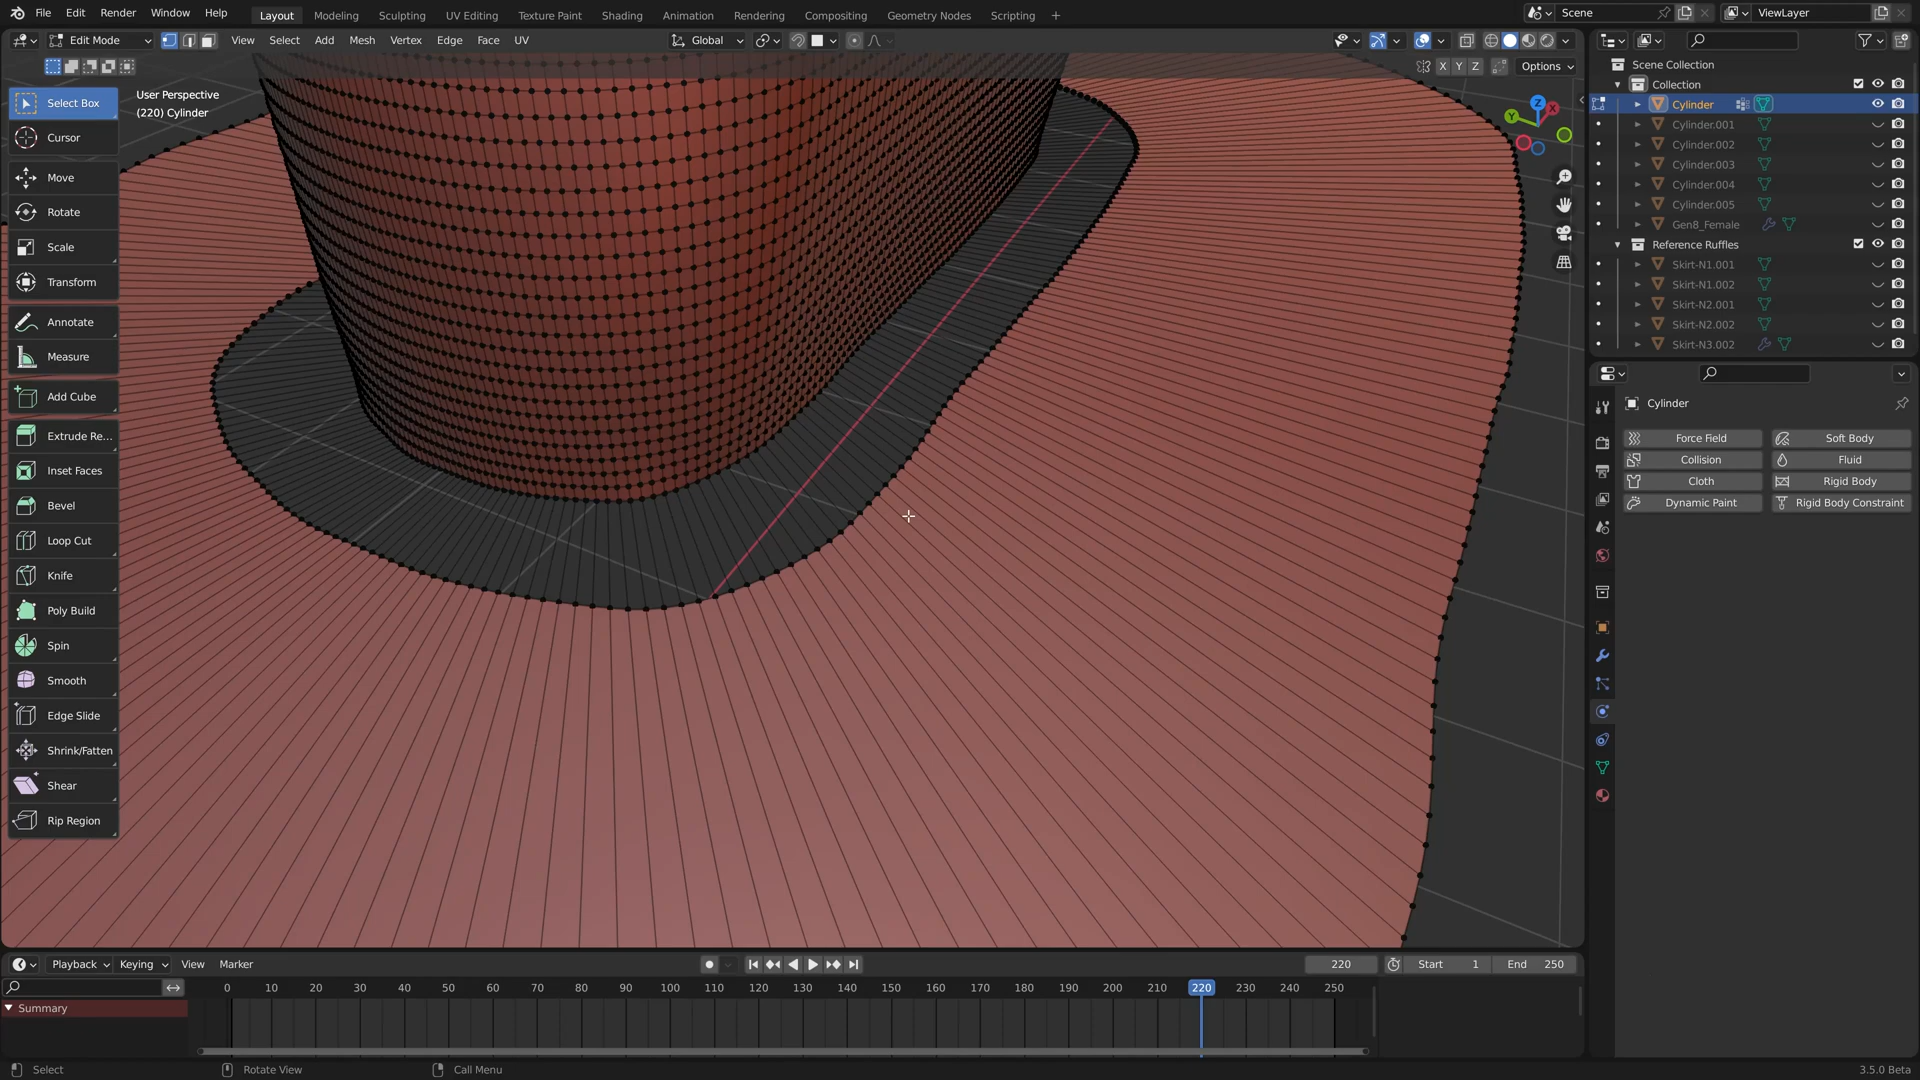 File Edit Render Window Help Layout Modeling Sculpting UV Editing Texture Paint Shading Animation Rendering Compositing Geometry Nodes Scripting + Scene ViewLayer
Edit Mode View Select Add Mesh Vertex Edge Face UV Global
X Y Z Options
User Perspective
(220) Cylinder
Select Box
Cursor
Move
Rotate
Scale
Transform
Annotate
Measure
Add Cube
Extrude Re...
Inset Faces
Bevel
Loop Cut
Knife
Poly Build
Spin
Smooth
Edge Slide
Shrink/Fatten
Shear
Rip Region
Z
X
Y
Scene Collection
Collection
Cylinder
Cylinder.001
Cylinder.002
Cylinder.003
Cylinder.004
Cylinder.005
Gen8_Female
Reference Ruffles
Skirt-N1.001
Skirt-N1.002
Skirt-N2.001
Skirt-N2.002
Skirt-N3.002
Cylinder
Force Field Soft Body
Collision Fluid
Cloth Rigid Body
Dynamic Paint Rigid Body Constraint
Playback Keying View Marker 220 Start 1 End 250
0 10 20 30 40 50 60 70 80 90 100 110 120 130 140 150 160 170 180 190 200 210 220 230 240 250
Summary
Select Rotate View Call Menu 3.5.0 Beta